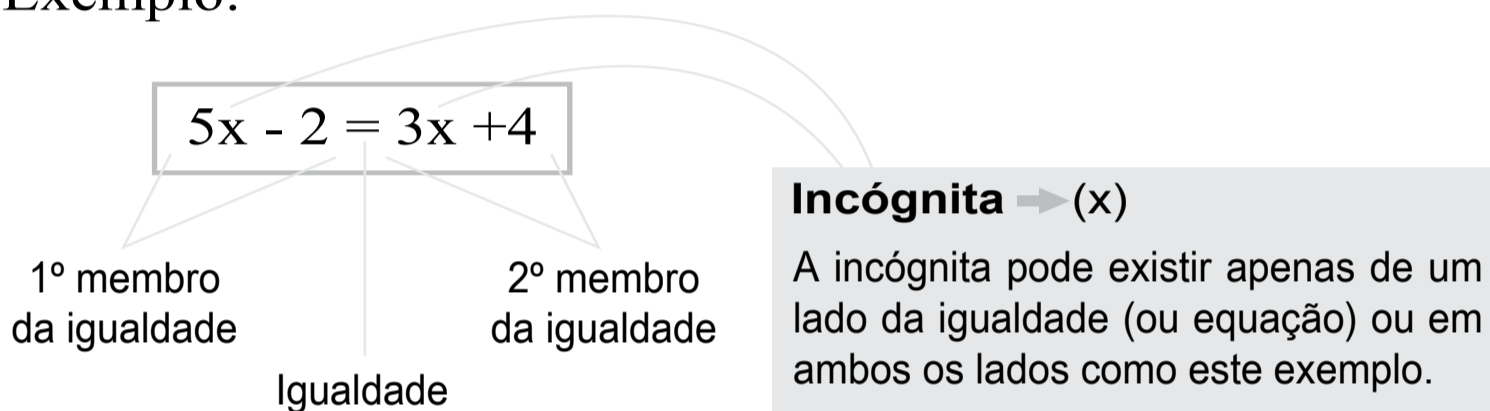 Exemplo:
5x - 2 = 3x +4
1º membro
da igualdade
Igualdade
2º membro
da igualdade
Incógnita ➨(x)
A incógnita pode existir apenas de um
lado da igualdade (ou equação) ou em
ambos os lados como este exemplo.